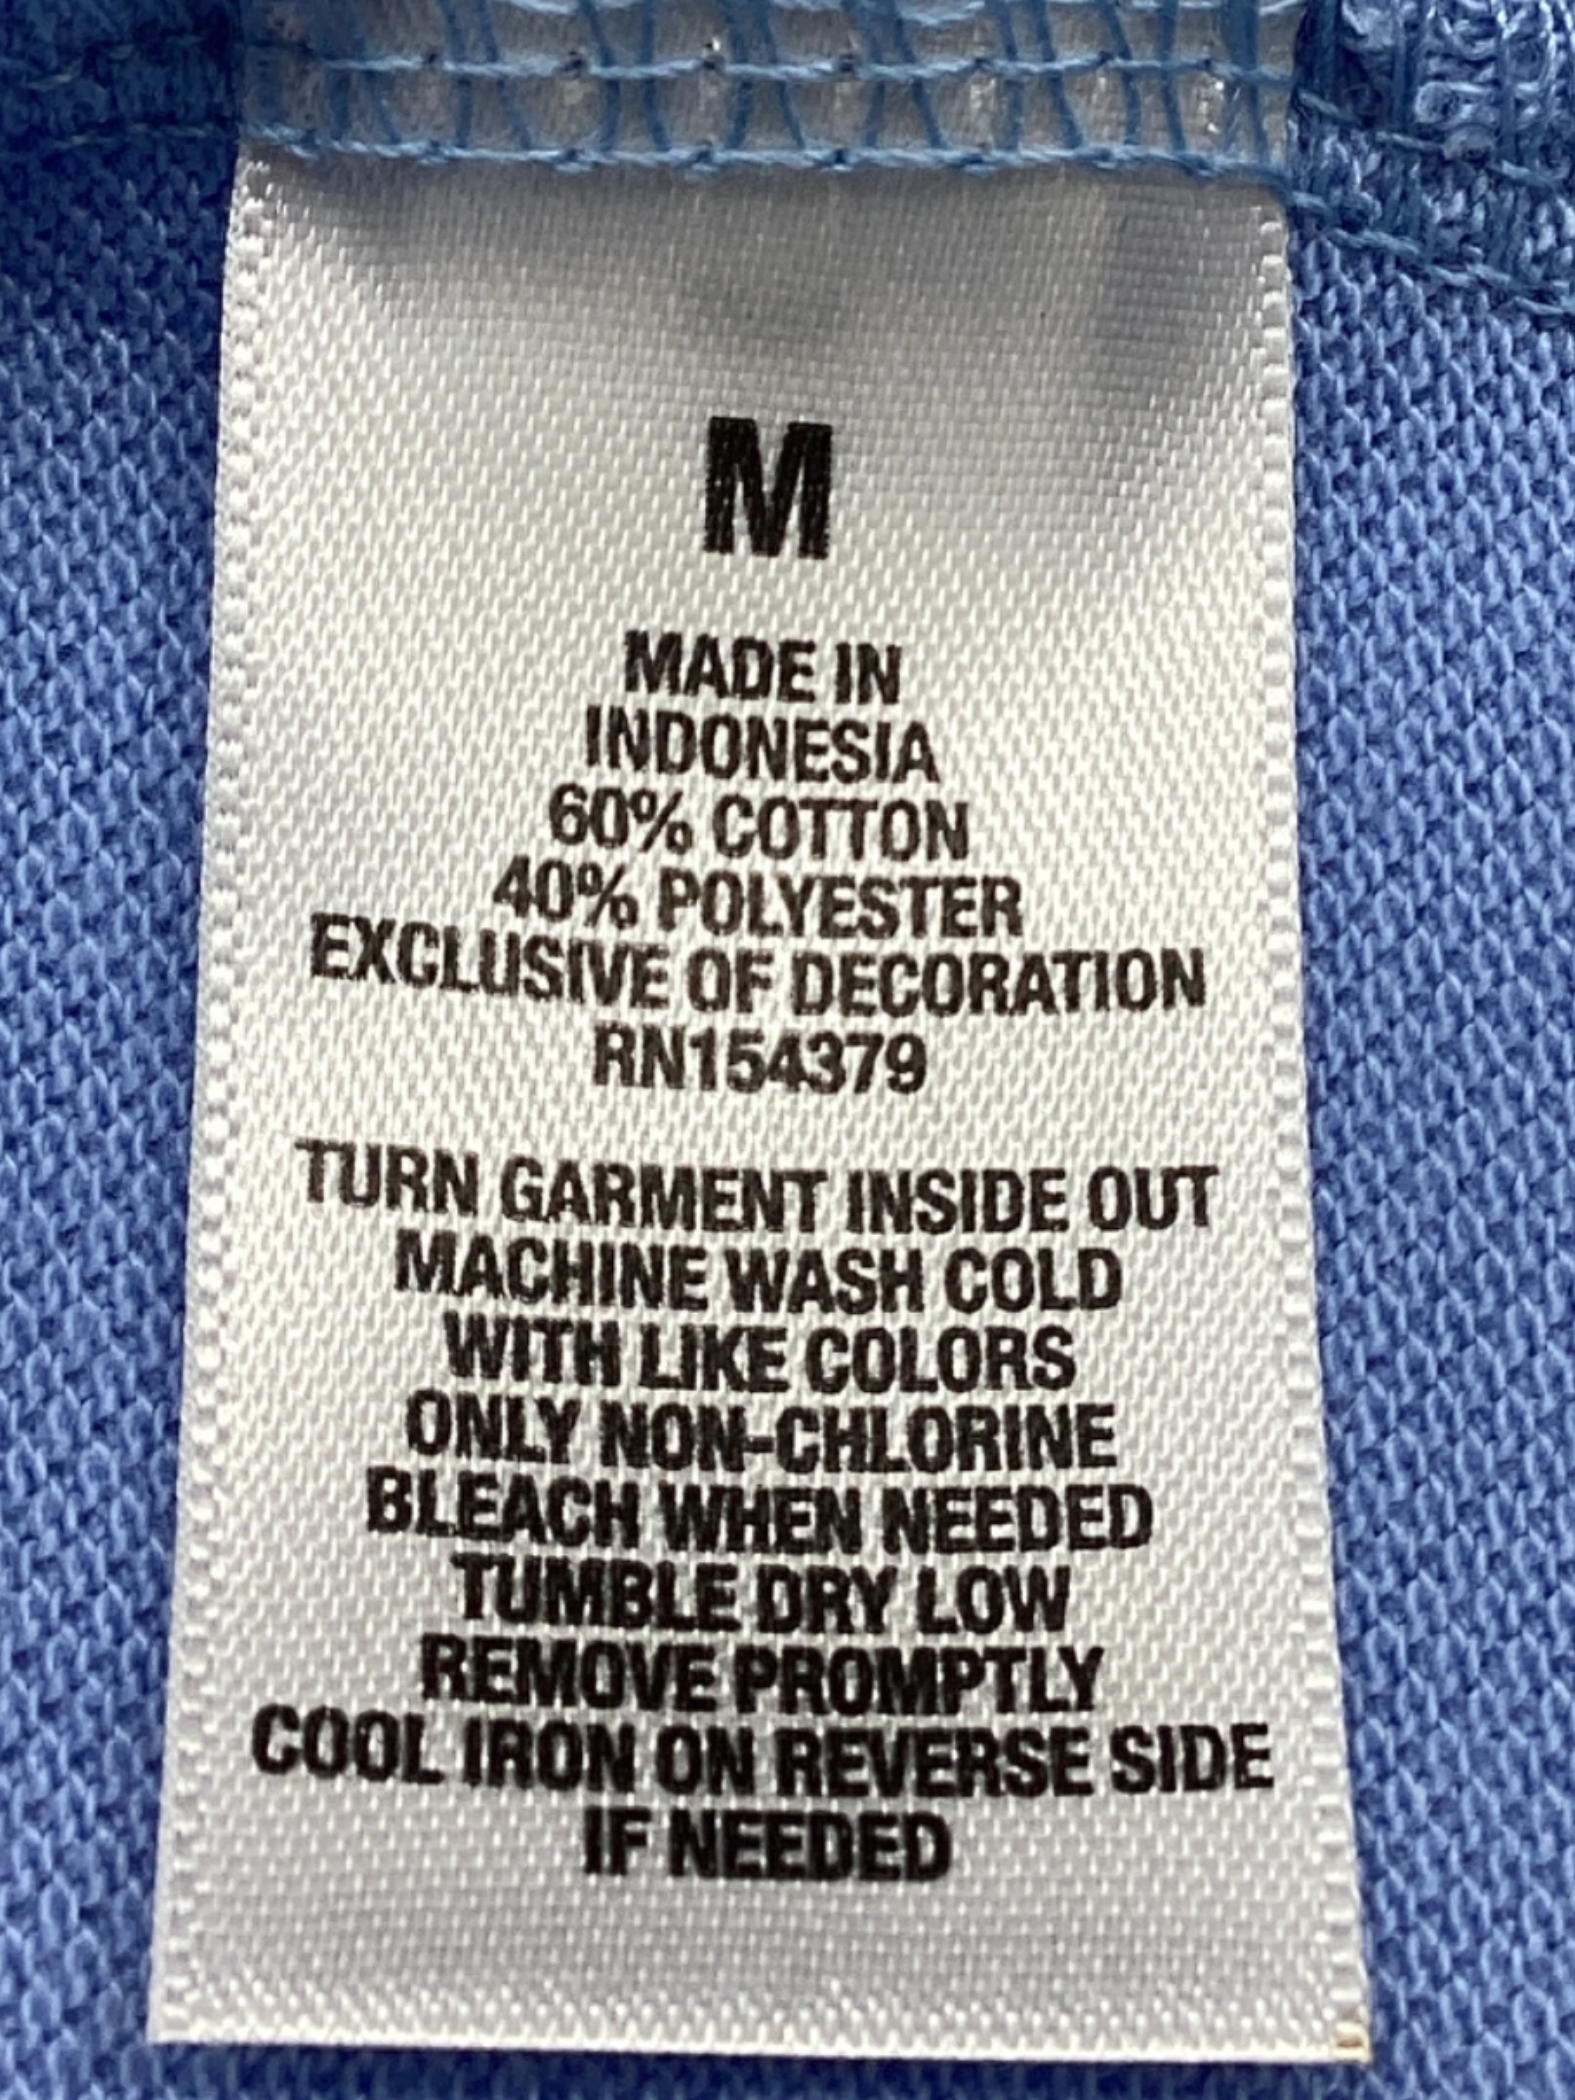 M
MADE IN
INDONESIA
60% COTTON
40% POLYESTER
EXCLUSIVE OF DECORATION
RN154379
TURN GARMENT INSIDE OUT
MACHINE WASH COLD
WITH LIKE COLORS
ONLY NON-CHLORINE
BLEACH WHEN NEEDED
TUMBLE DRY LOW
REMOVE PROMPTLY
COOL IRON ON REVERSE SIDE
IF NEEDED